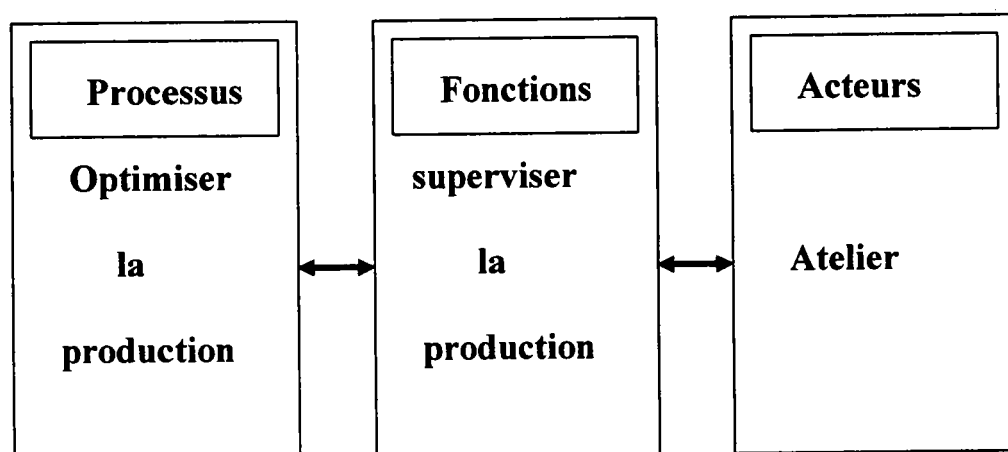 Processus
Optimiser
la
production
Fonctions
superviser
la
production
Acteurs
Atelier